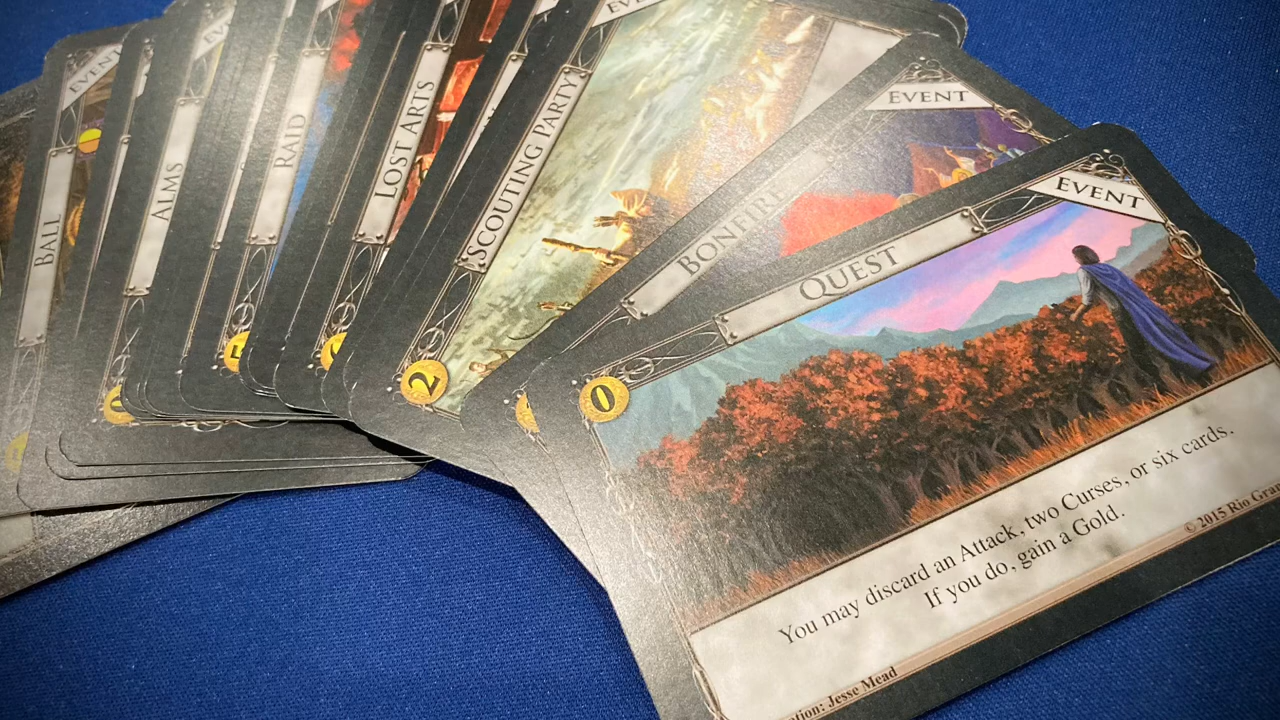 EVENT
BALL
ALMS
RAID
LOST ARTS
SCOUTING PARTY
2
EVENT
BONFIRE
EVENT
QUEST
0
You may discard an Attack, two Curses, or six cards.
If you do, gain a Gold.
Jesse Mead
© 2015 Rio